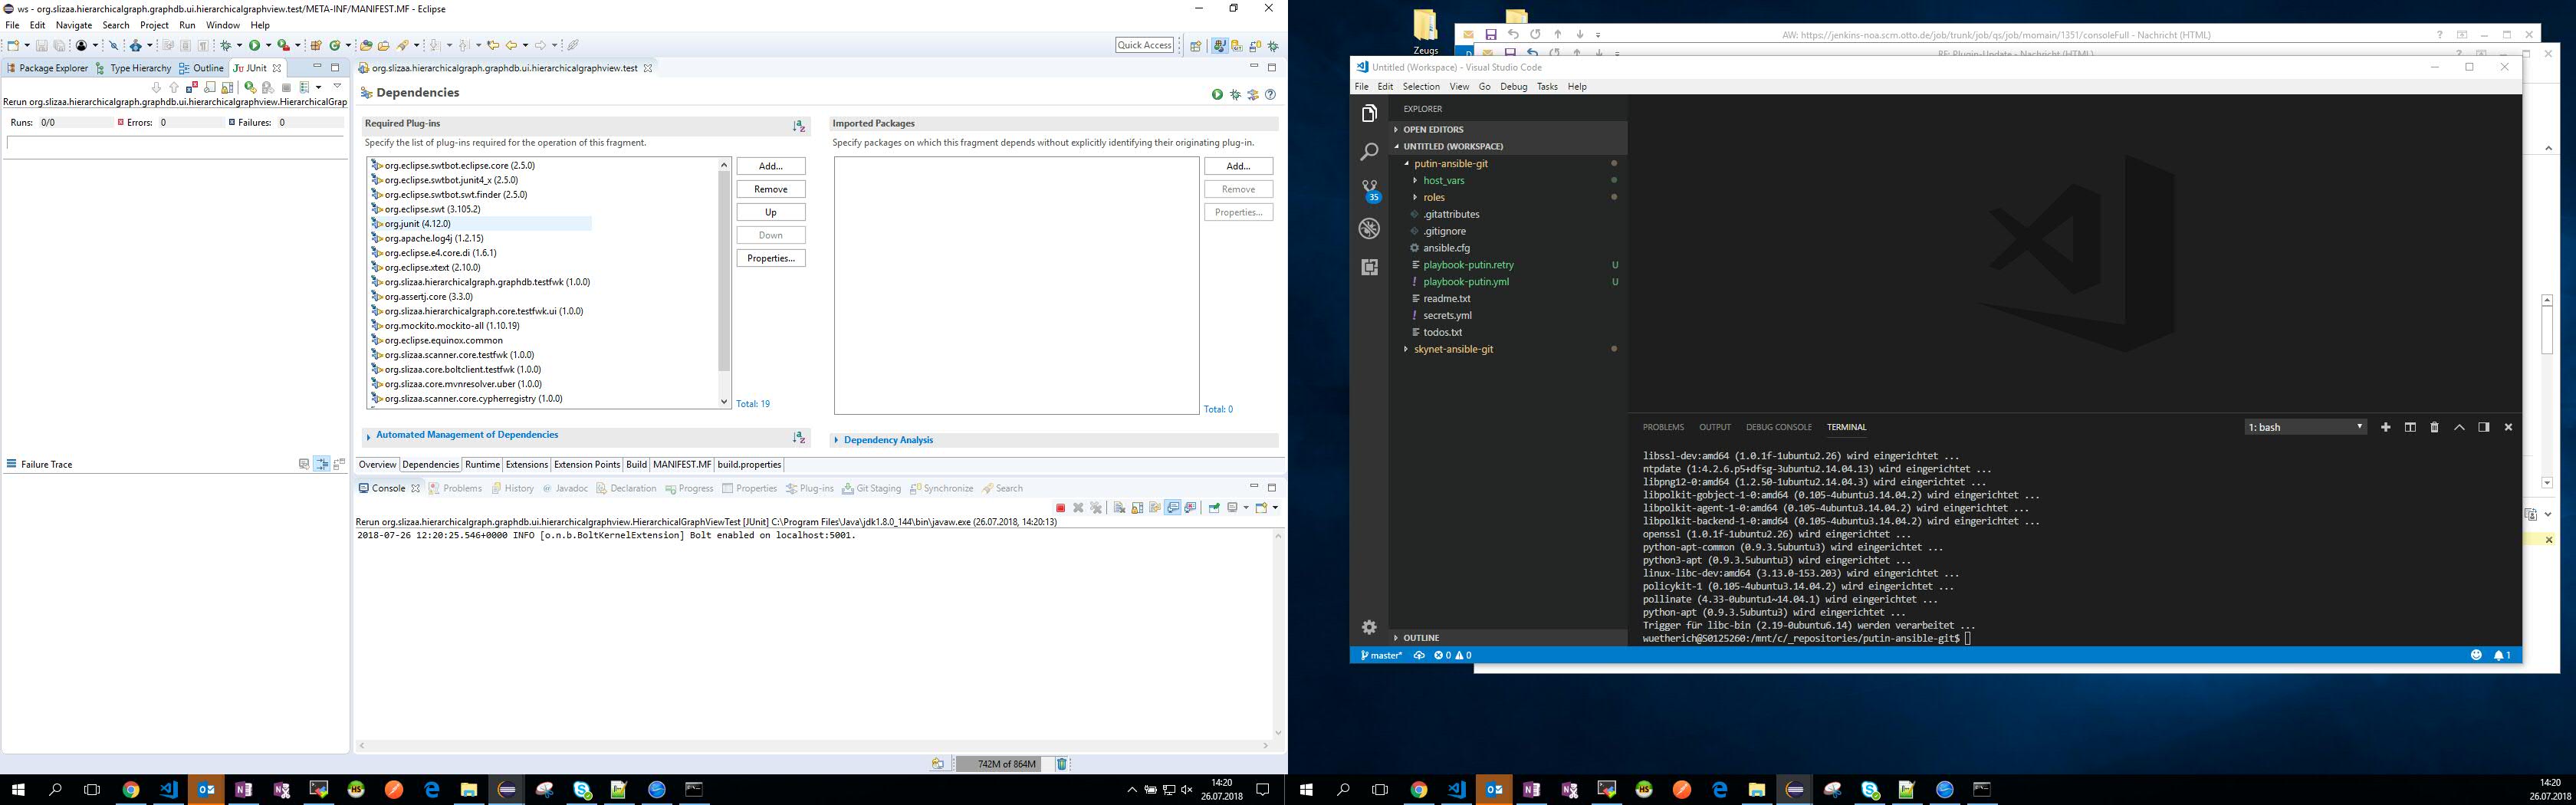 ws - org.slizaa.hierarchicalgraph.graphdb.ui.hierarchicalgraphview.test/META-INF/MANIFEST.MF - Eclipse
File Edit Navigate Search Project Run Window Help
Quick Access
Package Explorer Type Hierarchy Outline JUnit
Rerun org.slizaa.hierarchicalgraph.graphdb.ui.hierarchicalgraphview.HierarchicalGrap
Runs: 0/0 Errors: 0 Failures: 0
Failure Trace
org.slizaa.hierarchicalgraph.graphdb.ui.hierarchicalgraphview.test
Dependencies
Required Plug-ins
Specify the list of plug-ins required for the operation of this fragment.
org.eclipse.swtbot.eclipse.core (2.5.0)
org.eclipse.swtbot.junit4_x (2.5.0)
org.eclipse.swtbot.swt.finder (2.5.0)
org.eclipse.swt (3.105.2)
org.junit (4.12.0)
org.apache.log4j (1.2.15)
org.eclipse.e4.core.di (1.6.1)
org.eclipse.xtext (2.10.0)
org.slizaa.hierarchicalgraph.graphdb.testfwk (1.0.0)
org.assertj.core (3.3.0)
org.slizaa.hierarchicalgraph.core.testfwk.ui (1.0.0)
org.mockito.mockito-all (1.10.19)
org.eclipse.equinox.common
org.slizaa.scanner.core.testfwk (1.0.0)
org.slizaa.core.boltclient.testfwk (1.0.0)
org.slizaa.core.mvnresolver.uber (1.0.0)
org.slizaa.scanner.core.cypherregistry (1.0.0)
Add...
Remove
Up
Down
Properties...
Total: 19
Imported Packages
Specify packages on which this fragment depends without explicitly identifying their originating plug-in.
Add...
Remove
Properties...
Total: 0
Automated Management of Dependencies
Dependency Analysis
Overview Dependencies Runtime Extensions Extension Points Build MANIFEST.MF build.properties
Console Problems History Javadoc Declaration Progress Properties Plug-ins Git Staging Synchronize Search
Rerun org.slizaa.hierarchicalgraph.graphdb.ui.hierarchicalgraphview.HierarchicalGraphViewTest [JUnit] C:\Program Files\Java\jdk1.8.0_144\bin\javaw.exe (26.07.2018, 14:20:13)
2018-07-26 12:20:25.546+0000 INFO [o.n.b.BoltKernelExtension] Bolt enabled on localhost:5001.
742M of 864M
14:20
26.07.2018
Zeugs
AW: https://jenkins-noa.scm.otto.de/job/trunk/job/qs/job/momain/1351/consoleFull - Nachricht (HTML)
RE: Plugin-Update - Nachricht (HTML)
Untitled (Workspace) - Visual Studio Code
File Edit Selection View Go Debug Tasks Help
EXPLORER
OPEN EDITORS
UNTITLED (WORKSPACE)
putin-ansible-git
host_vars
roles
35
.gitattributes
.gitignore
ansible.cfg
playbook-putin.retry U
playbook-putin.yml U
readme.txt
secrets.yml
todos.txt
skynet-ansible-git
OUTLINE
PROBLEMS OUTPUT DEBUG CONSOLE TERMINAL
1: bash
libssl-dev:amd64 (1.0.1f-1ubuntu2.26) wird eingerichtet ...
ntpdate (1:4.2.6.p5+dfsg-3ubuntu2.14.04.13) wird eingerichtet ...
libpng12-0:amd64 (1.2.50-1ubuntu2.14.04.3) wird eingerichtet ...
libpolkit-gobject-1-0:amd64 (0.105-4ubuntu3.14.04.2) wird eingerichtet ...
libpolkit-agent-1-0:amd64 (0.105-4ubuntu3.14.04.2) wird eingerichtet ...
libpolkit-backend-1-0:amd64 (0.105-4ubuntu3.14.04.2) wird eingerichtet ...
openssl (1.0.1f-1ubuntu2.26) wird eingerichtet ...
python-apt-common (0.9.3.5ubuntu3) wird eingerichtet ...
python3-apt (0.9.3.5ubuntu3) wird eingerichtet ...
linux-libc-dev:amd64 (3.13.0-153.203) wird eingerichtet ...
policykit-1 (0.105-4ubuntu3.14.04.2) wird eingerichtet ...
pollinate (4.33-0ubuntu1~14.04.1) wird eingerichtet ...
python-apt (0.9.3.5ubuntu3) wird eingerichtet ...
Trigger für libc-bin (2.19-0ubuntu6.14) werden verarbeitet ...
wuetherich@S0125260:/mnt/c/_repositories/putin-ansible-git$
master* 0 0 1
14:20
26.07.2018